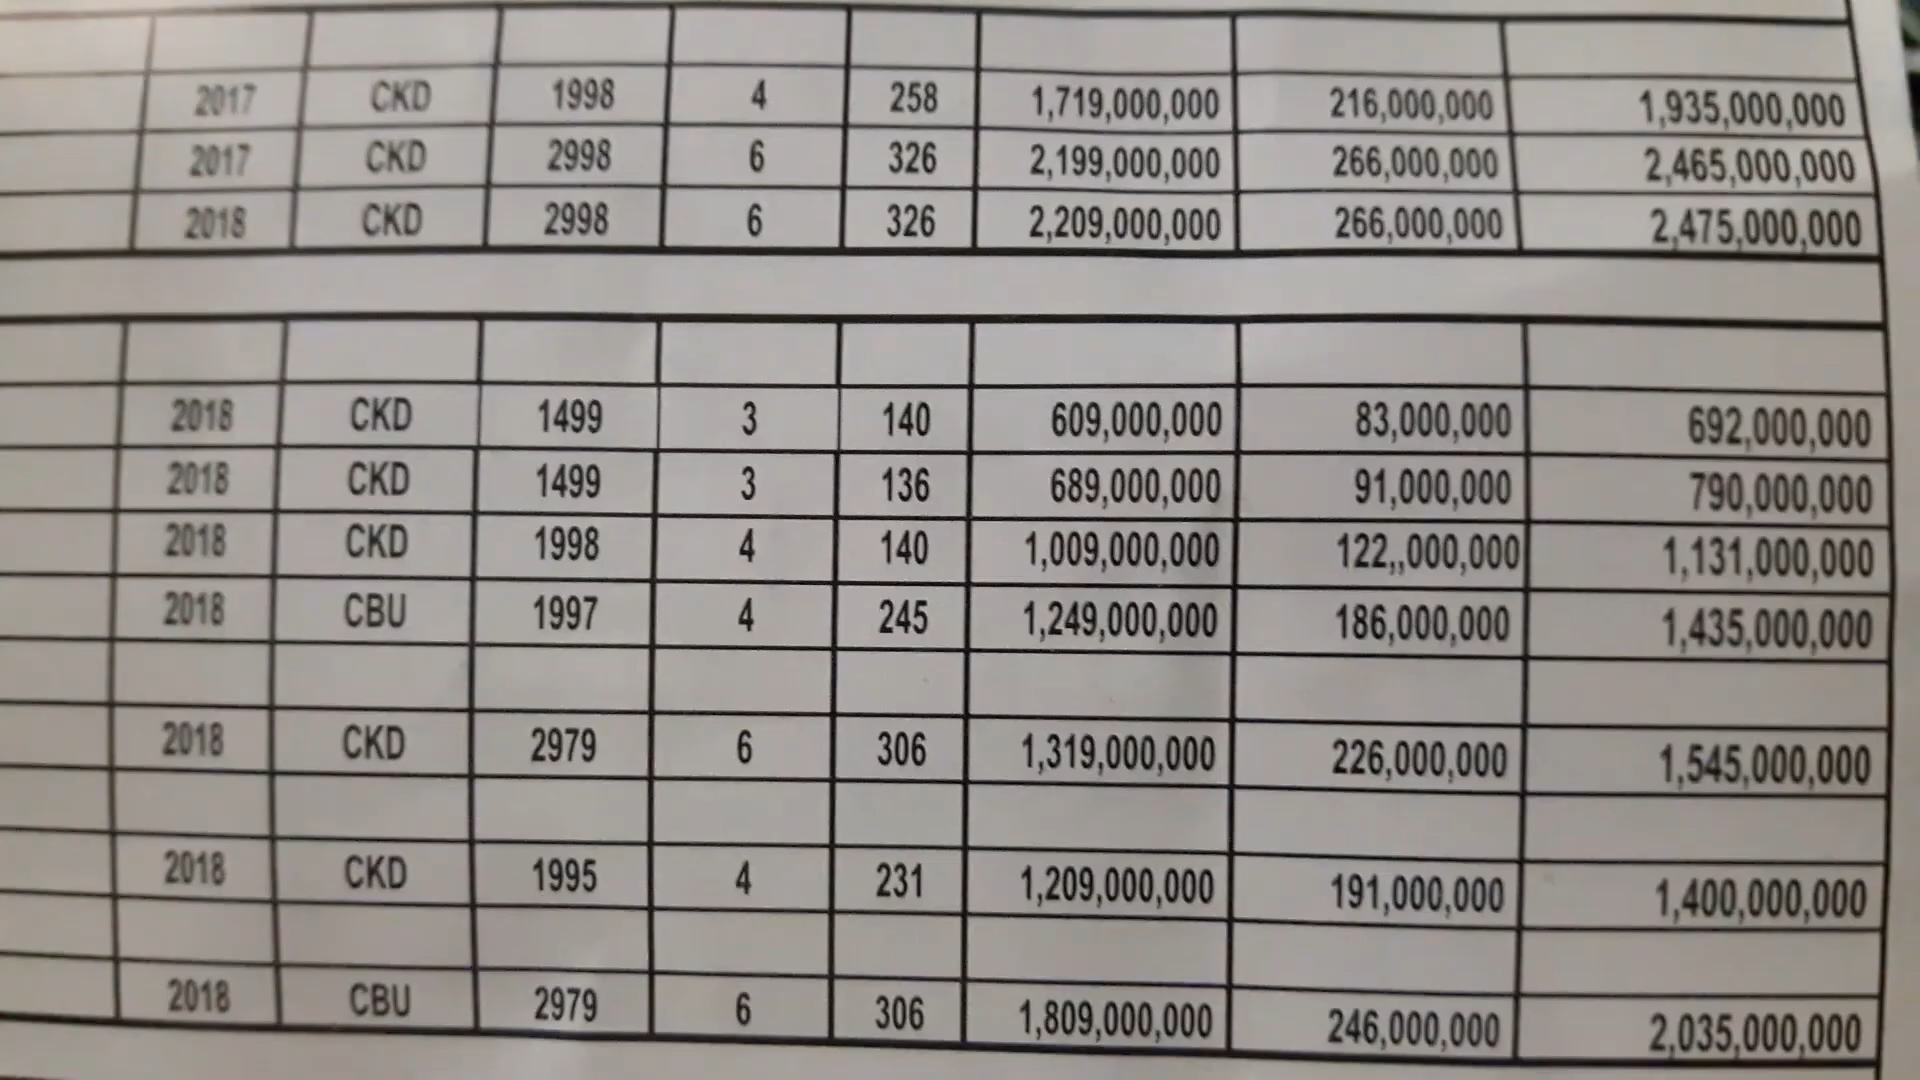 2017 CKD 1998 4 258 1,719,000,000 216,000,000 1,935,000,000
2017 CKD 2998 6 326 2,199,000,000 266,000,000 2,465,000,000
2018 CKD 2998 6 326 2,209,000,000 266,000,000 2,475,000,000
2018 CKD 1499 3 140 609,000,000 83,000,000 692,000,000
2018 CKD 1499 3 136 689,000,000 91,000,000 790,000,000
2018 CKD 1998 4 140 1,009,000,000 122,,000,000 1,131,000,000
2018 CBU 1997 4 245 1,249,000,000 186,000,000 1,435,000,000
2018 CKD 2979 6 306 1,319,000,000 226,000,000 1,545,000,000
2018 CKD 1995 4 231 1,209,000,000 191,000,000 1,400,000,000
2018 CBU 2979 6 306 1,809,000,000 246,000,000 2,035,000,000